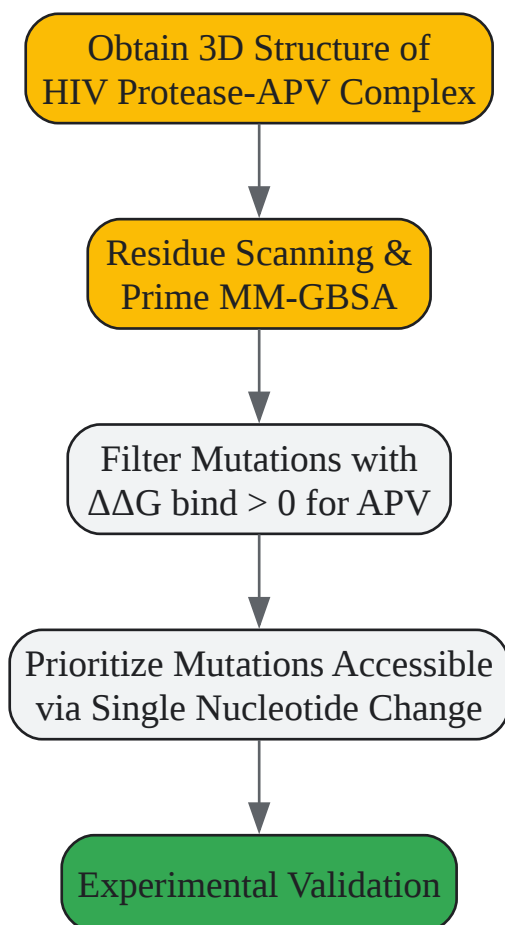 Obtain 3D Structure of
HIV Protease-APV Complex
Residue Scanning &
Prime MM-GBSA
Filter Mutations with
ΔΔG bind > 0 for APV
Prioritize Mutations Accessible
via Single Nucleotide Change
Experimental Validation